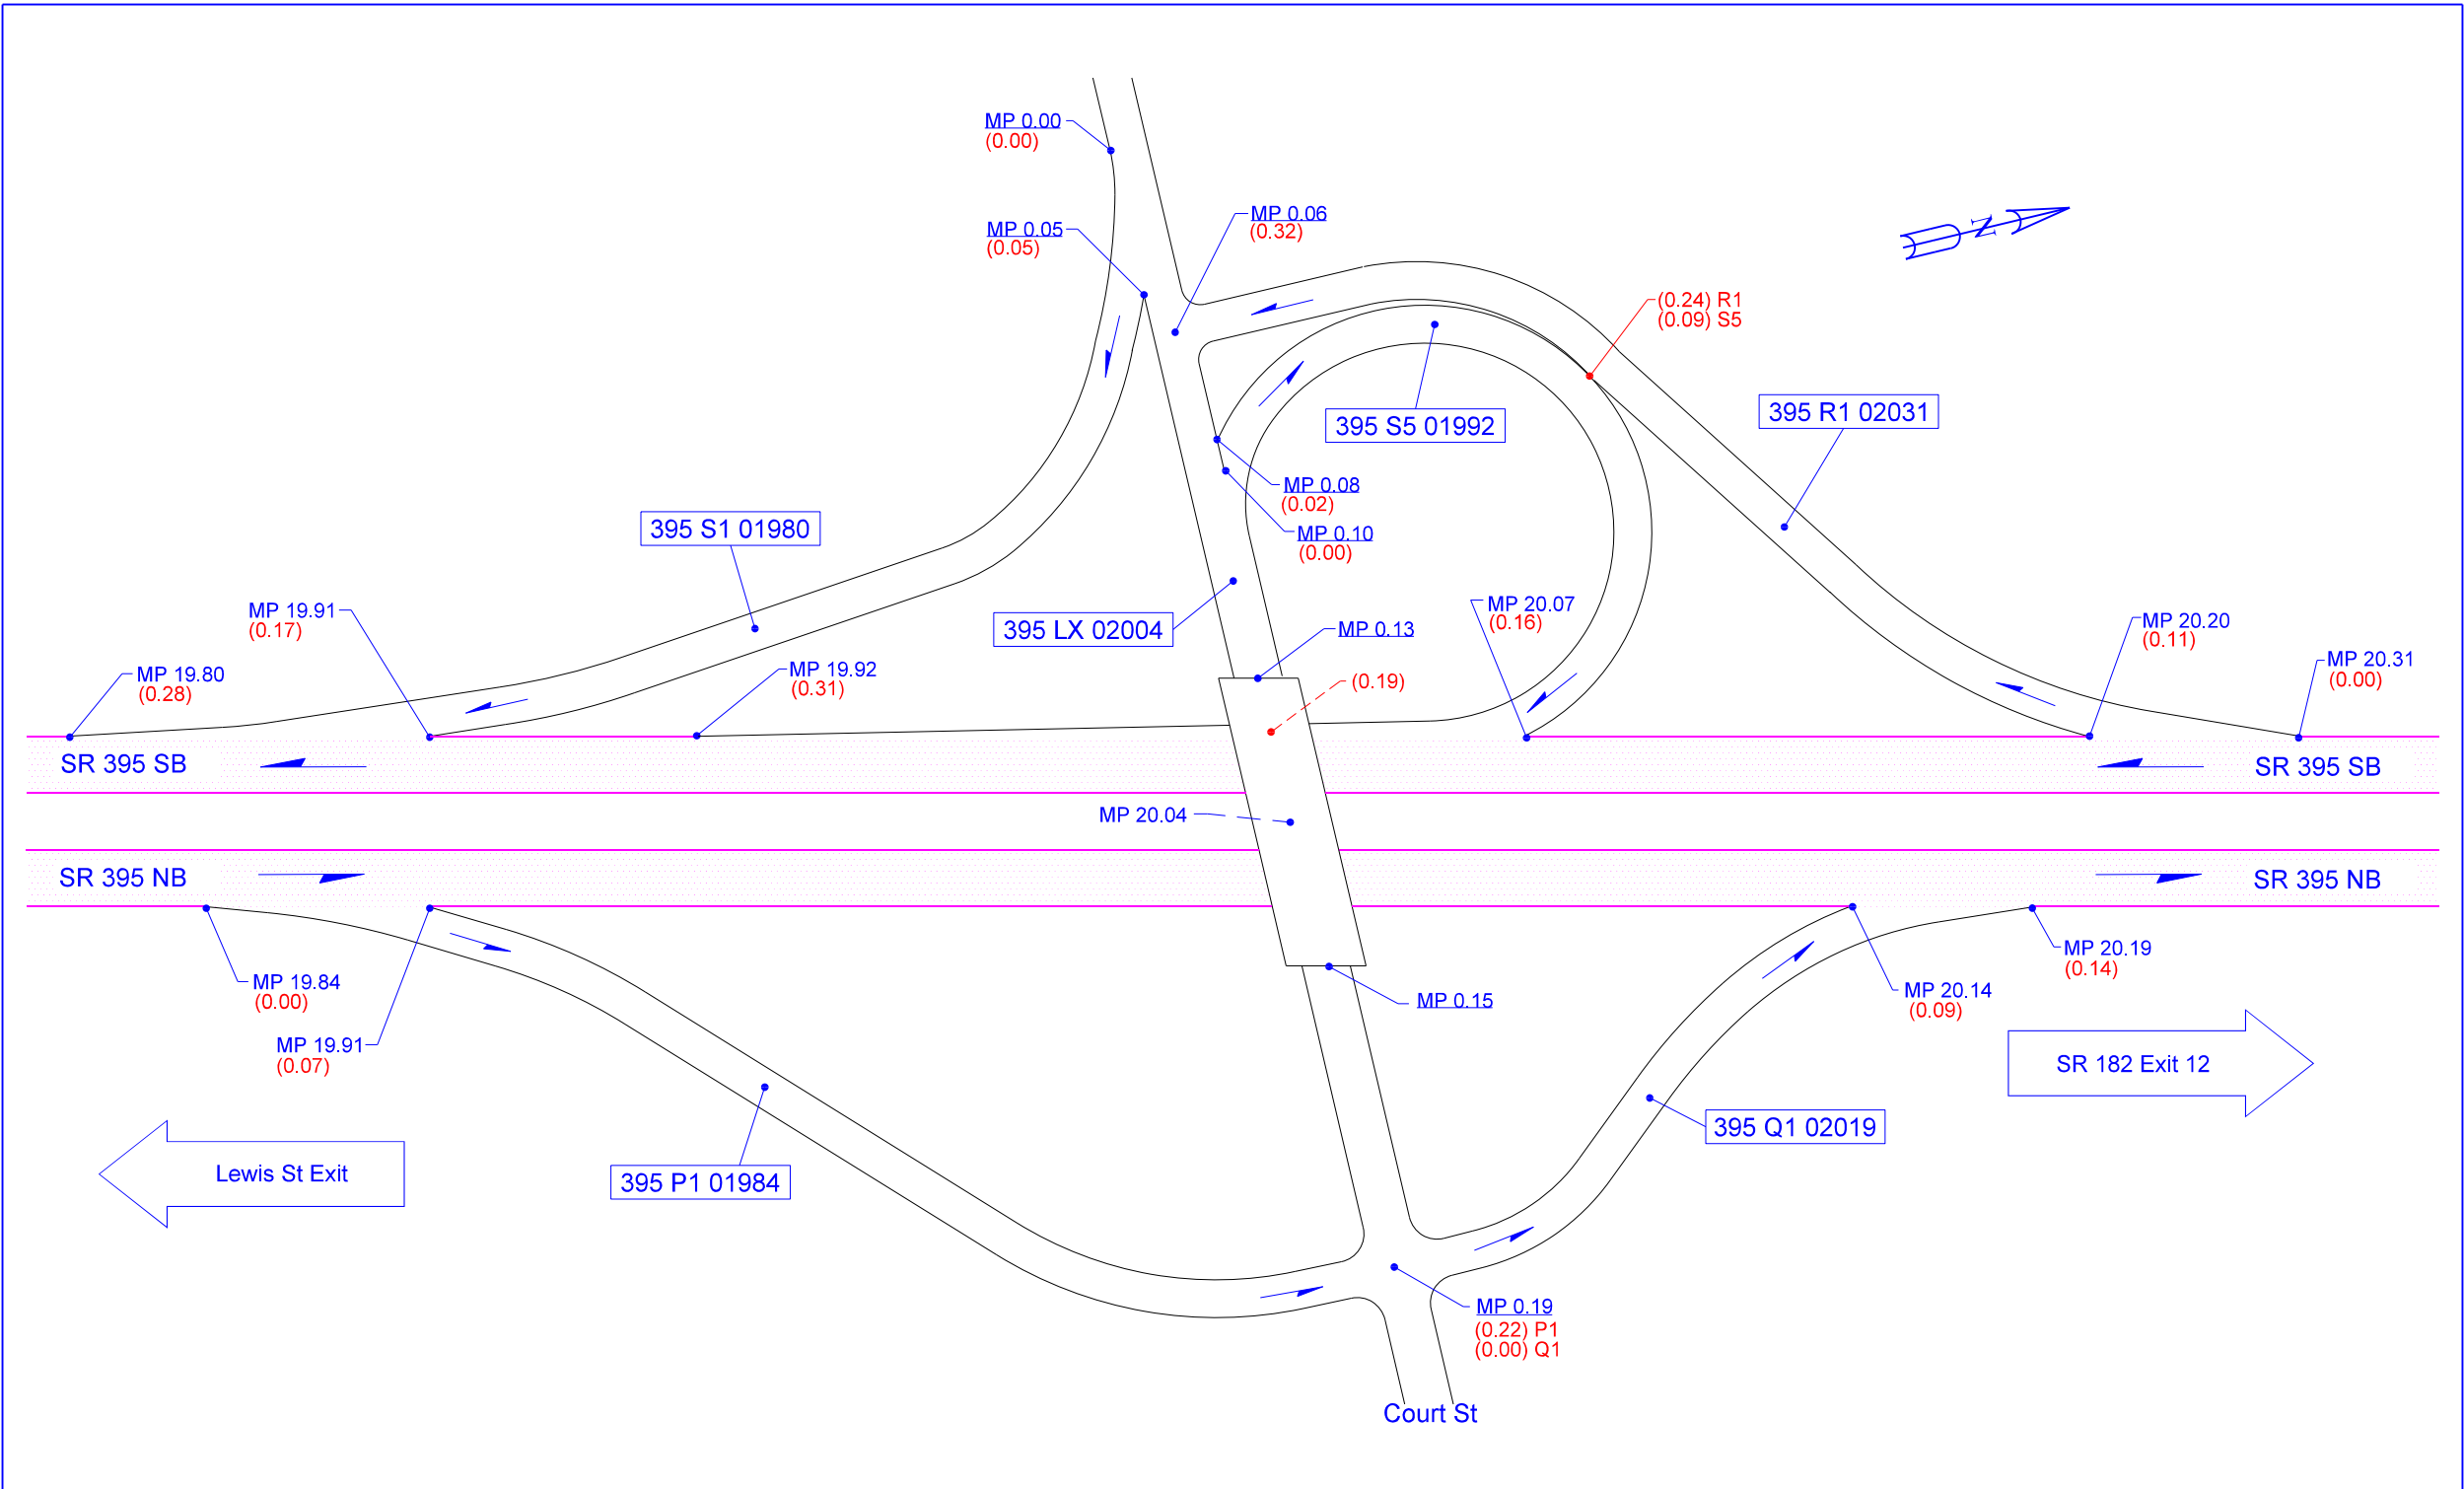 MP 0.00
(0.00)
MP 0.05
(0.05)
MP 0.06
(0.32)
N
(0.24) R1
(0.09) S5
395 R1 02031
395 S5 01992
MP 0.08
(0.02)
MP 0.10
(0.00)
395 S1 01980
395 LX 02004
MP 0.13
(0.19)
MP 20.07
(0.16)
MP 20.20
(0.11)
MP 20.31
(0.00)
MP 19.91
(0.17)
MP 19.80
(0.28)
MP 19.92
(0.31)
SR 395 SB
SR 395 SB
MP 20.04
SR 395 NB
SR 395 NB
MP 19.84
(0.00)
MP 19.91
(0.07)
MP 0.15
MP 20.19
(0.14)
MP 20.14
(0.09)
SR 182 Exit 12
395 Q1 02019
Lewis St Exit
395 P1 01984
MP 0.19
(0.22) P1
(0.00) Q1
Court St